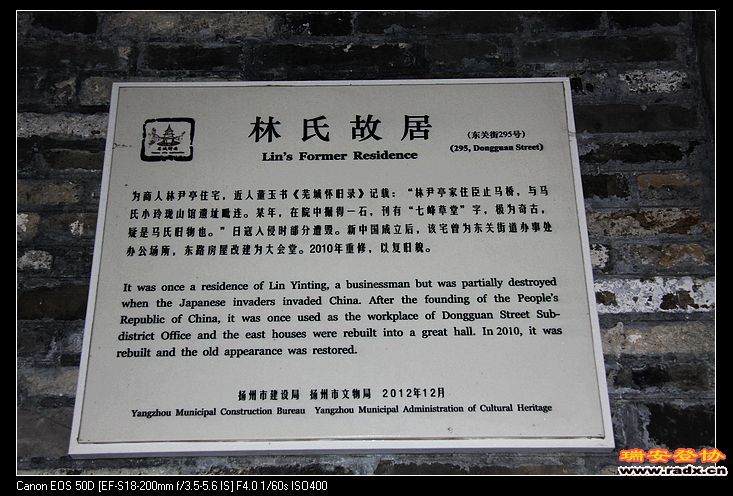 林氏故居
(东关街295号)
Lin's Former Residence
(295, Dongguan Street)
为商人林尹亭住宅，近人董玉书《芜城怀旧录》记载：“林尹亭家住臣止马桥，与马
氏小玲珑山馆遗址毗连。某年，在院中掘得一石，刊有“七峰草堂”字，极为奇古，
疑是马氏旧物也。”日寇入侵时部分遭毁。新中国成立后，该宅曾为东关街道办事处
办公场所，东路房屋改建为大会堂。2010年重修，以复旧貌。
It was once a residence of Lin Yinting, a businessman but was partially destroyed
when the Japanese invaders invaded China. After the founding of the People's
Republic of China, it was once used as the workplace of Dongguan Street Sub-
district Office and the east houses were rebuilt into a great hall. In 2010, it was
rebuilt and the old appearance was restored.
扬州市建设局 扬州市文物局 2012年12月
Yangzhou Municipal Construction Bureau Yangzhou Municipal Administration of Cultural Heritage
瑞安登协
www.radx.cn
Canon EOS 50D [EF-S18-200mm f/3.5-5.6 IS] F4.0 1/60s ISO400